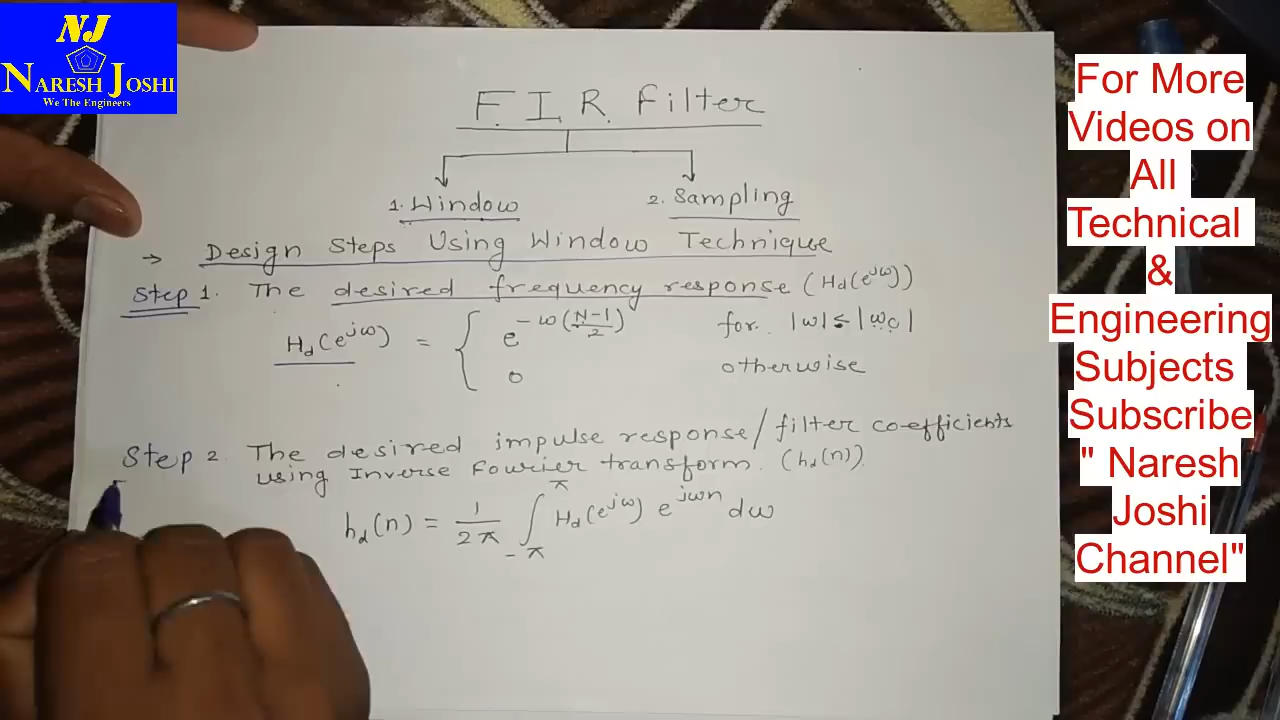 NJ
NARESH JOSHI
We The Engineers
F.I.R. Filter
1. Window
2. Sampling
→ Design Steps Using Window Technique
Step 1. The desired frequency response (Hd(e^jω))
Hd(e^jω) = { e^-ω(N-1/2) for |ω| ≤ |ωc|
0 otherwise
Step 2. The desired impulse response/filter co-efficients
using Inverse Fourier transform. (hd(n)).
hd(n) = 1/2π ∫_-π^π Hd(e^jω) e^jωn dω
For More
Videos on
All
Technical
&
Engineering
Subjects
Subscribe
" Naresh
Joshi
Channel"